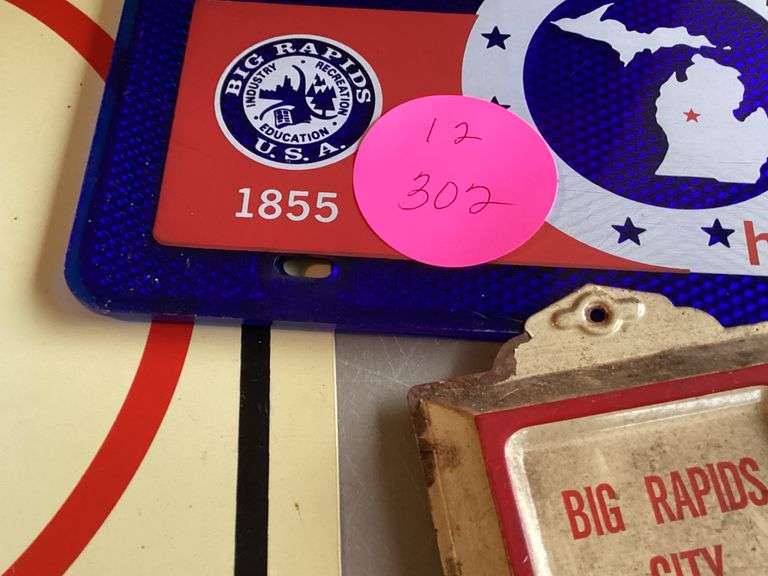 BIG RAPIDS
INDUSTRY
RECREATION
EDUCATION
U.S.A.
1855
12
302
h
BIG RAPIDS
CITY